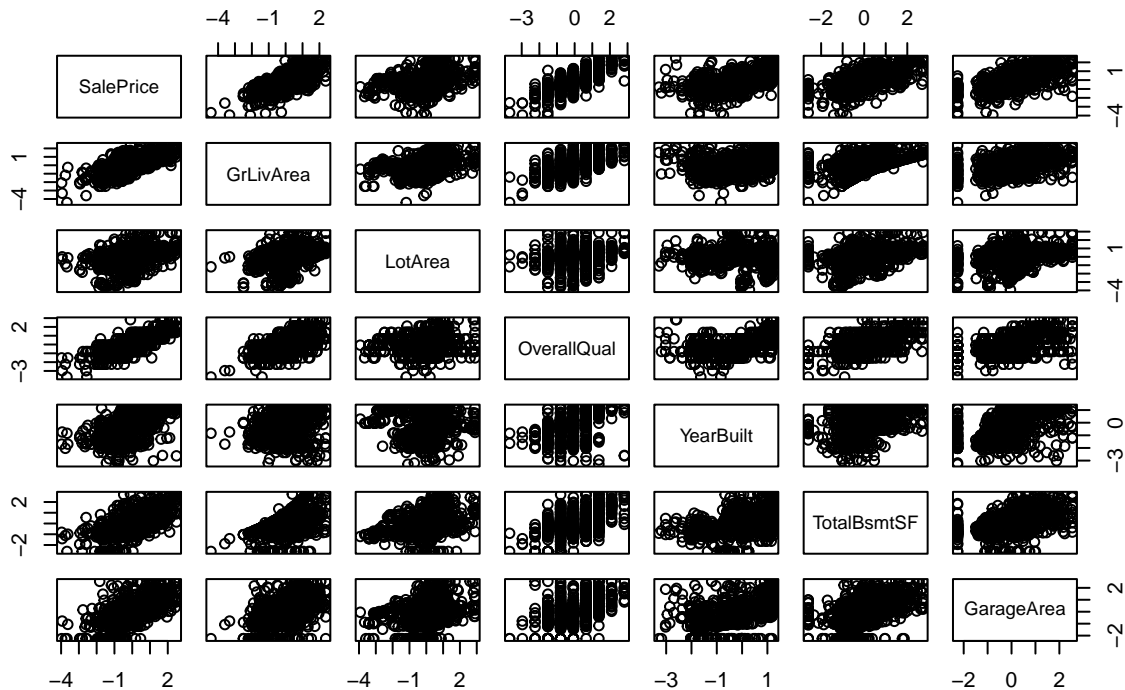 −4 −1 2 −3 0 2 −2 0 2
SalePrice −4 1
−4 1 GrLivArea
LotArea −4 1
−3 2 OverallQual
YearBuilt −3 0
−2 2 TotalBsmtSF
GarageArea −2 2
−4 −1 2 −4 0 2 −3 −1 1 −2 0 2